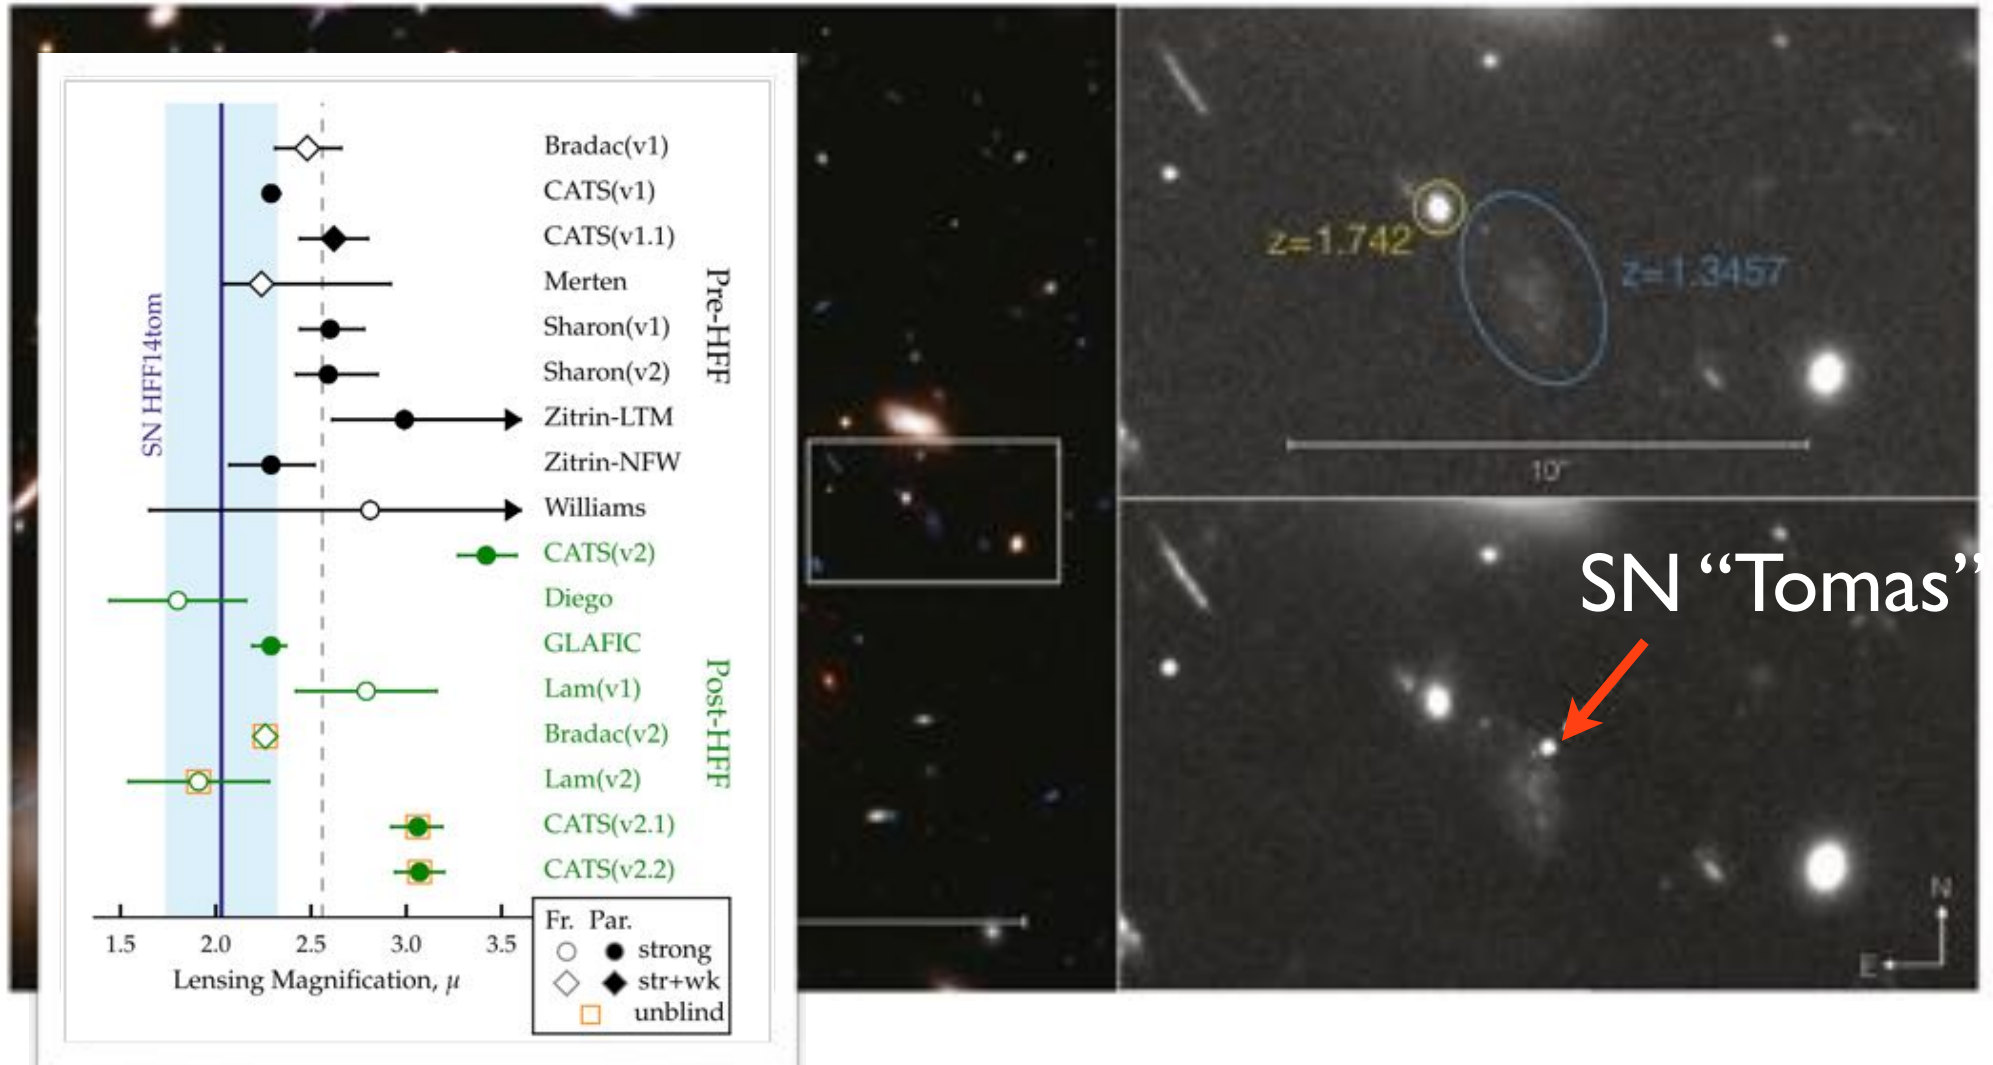 SN HFF14tom
Bradac(v1)
CATS(v1)
CATS(v1.1)
Merten
Sharon(v1)
Sharon(v2)
Zitrin-LTM
Zitrin-NFW
Williams
Pre-HFF
CATS(v2)
Diego
GLAFIC
Lam(v1)
Bradac(v2)
Lam(v2)
CATS(v2.1)
CATS(v2.2)
Post-HFF
1.5 2.0 2.5 3.0 3.5
Lensing Magnification, μ
Fr. Par.
strong
str+wk
unblind
z=1.742
z=1.3457
10"
SN “Tomas”
N
E